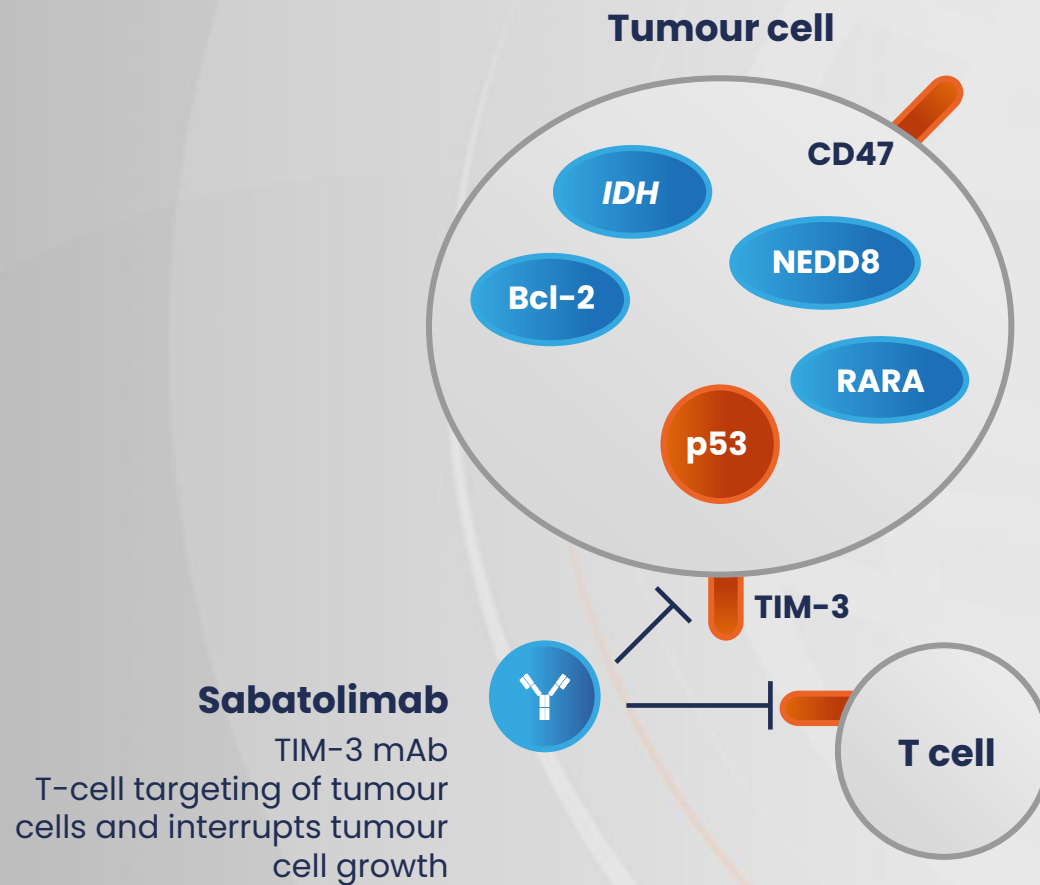 Tumour cell
CD47
IDH
NEDD8
Bcl-2
RARA
p53
TIM-3
Sabatolimab
TIM-3 mAb
T-cell targeting of tumour
cells and interrupts tumour
cell growth
T cell